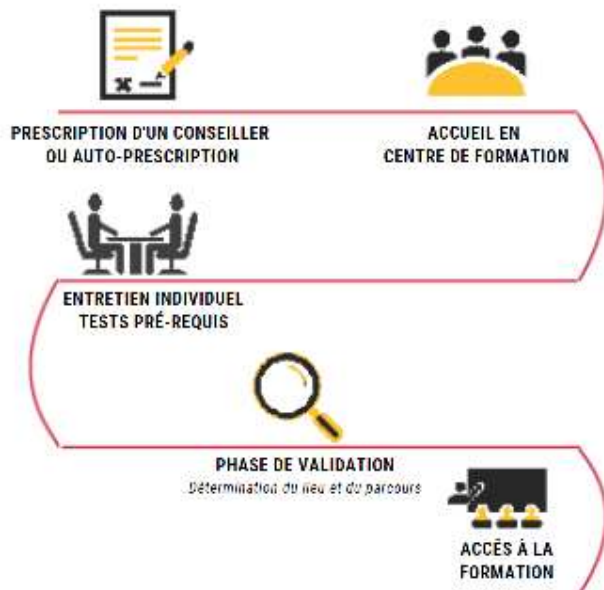 PRESCRIPTION D'UN CONSEILLER
OU AUTO-PRESCRIPTION
ACCUEIL EN
CENTRE DE FORMATION
ENTRETIEN INDIVIDUEL
TESTS PRÉ-REQUIS
PHASE DE VALIDATION
Détermination du lieu et du parcours
ACCÈS À LA
FORMATION